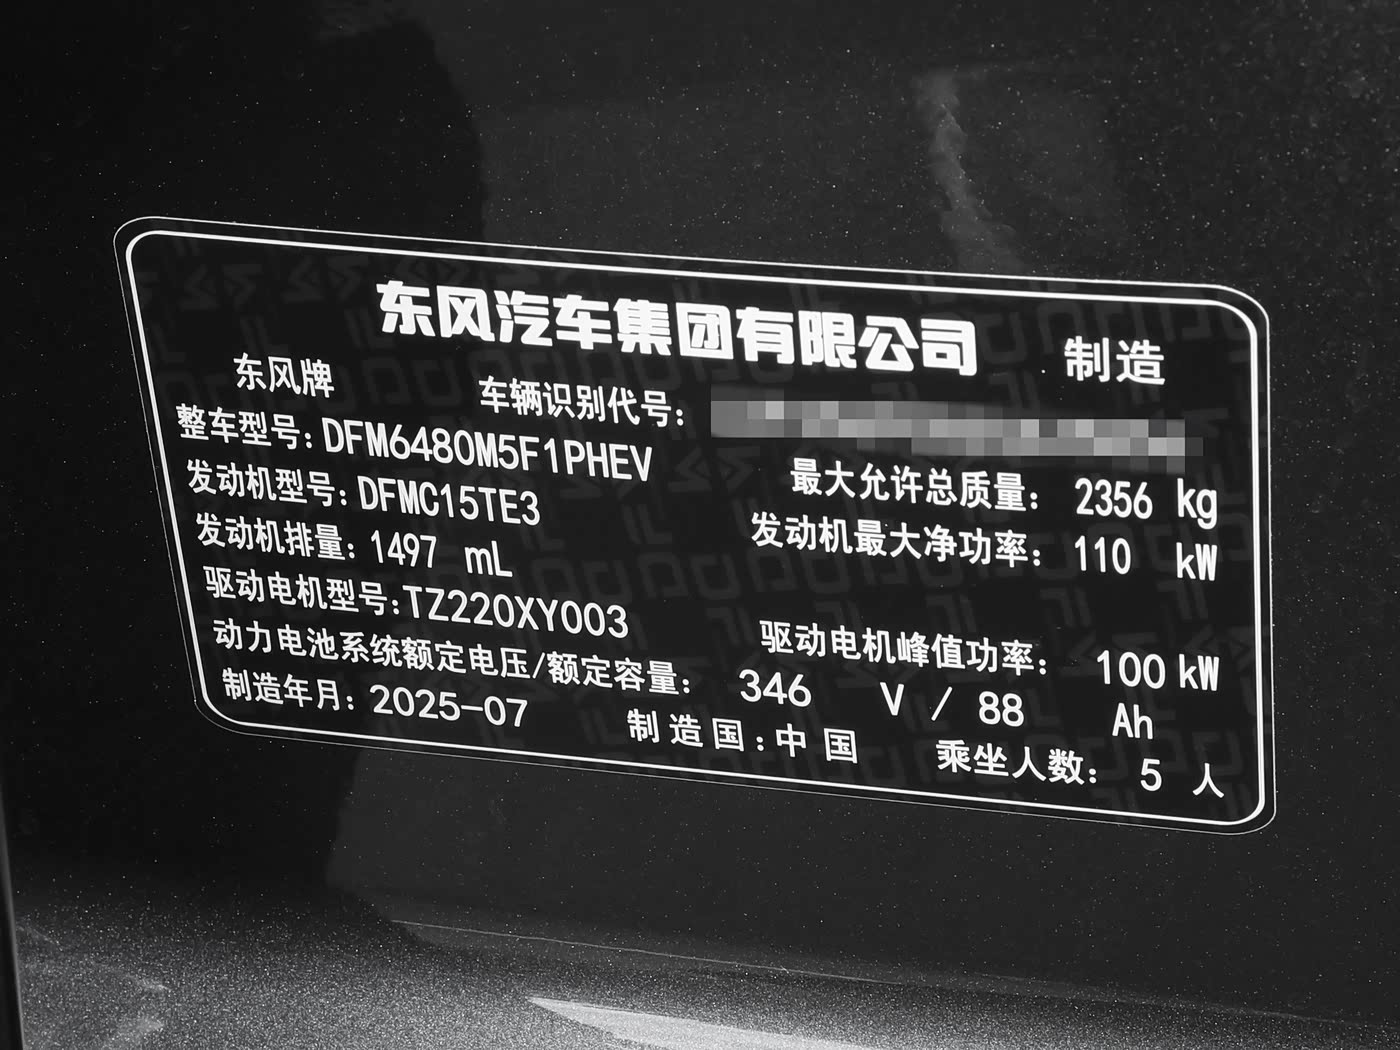 东风汽车集团有限公司 制造
东风牌 车辆识别代号:
整车型号:DFM6480M5F1PHEV 最大允许总质量: 2356 kg
发动机型号:DFMC15TE3 发动机最大净功率: 110 kW
发动机排量: 1497 mL
驱动电机型号:TZ220XY003 驱动电机峰值功率: 100 kW
动力电池系统额定电压/额定容量: 346 V / 88 Ah
制造年月: 2025-07 制造国:中国 乘坐人数: 5 人